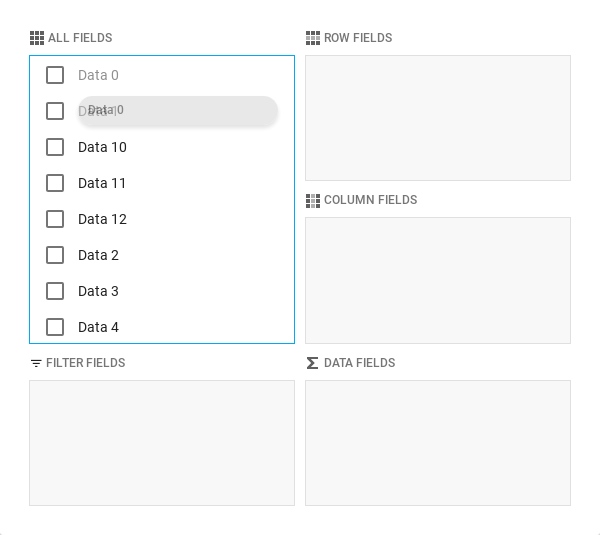 ALL FIELDS
Data 0
Data 1
Data 0
Data 10
Data 11
Data 12
Data 2
Data 3
Data 4
FILTER FIELDS
ROW FIELDS
COLUMN FIELDS
DATA FIELDS